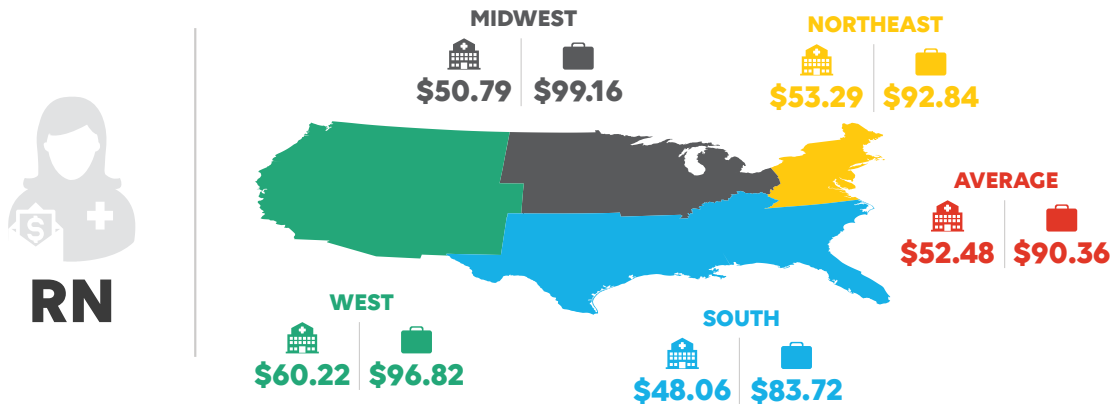 MIDWEST
$50.79 $99.16
NORTHEAST
$53.29 $92.84
AVERAGE
$52.48 $90.36
$
RN
WEST
$60.22 $96.82
SOUTH
$48.06 $83.72